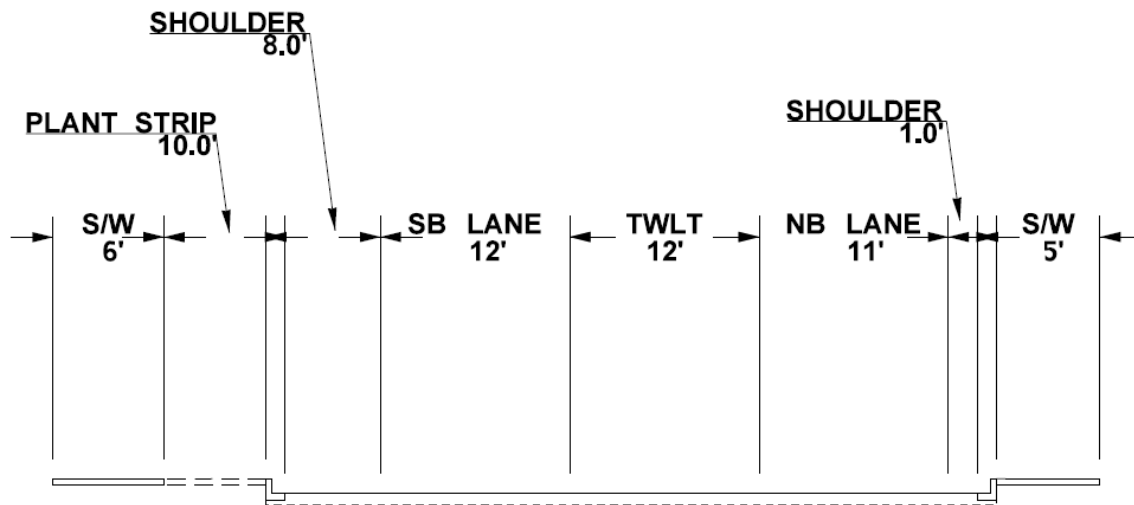 SHOULDER
8.0'
PLANT STRIP
10.0'
SHOULDER
1.0'
S/W
6'
SB LANE
12'
TWLT
12'
NB LANE
11'
S/W
5'